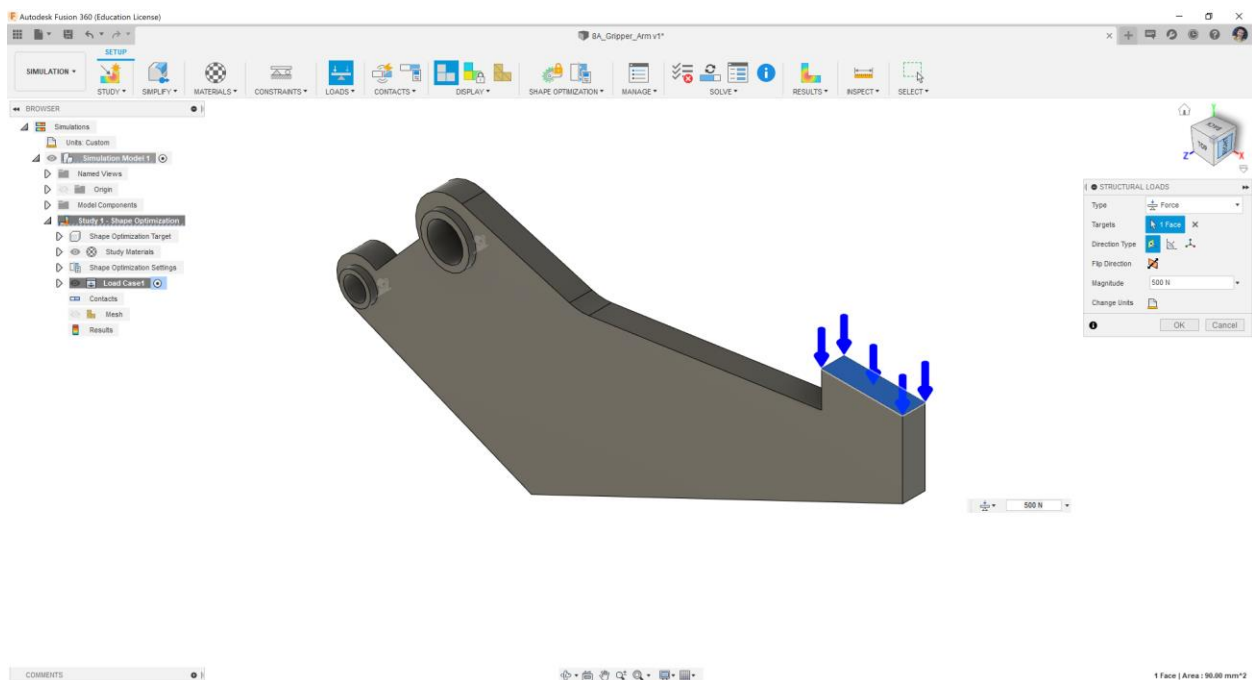 Autodesk Fusion 360 (Education License)
8A_Gripper_Arm v1*
SETUP
SIMULATION
STUDY
SIMPLIFY
MATERIALS
CONSTRAINTS
LOADS
CONTACTS
DISPLAY
SHAPE OPTIMIZATION
MANAGE
SOLVE
RESULTS
INSPECT
SELECT
BROWSER
Simulations
Units: Custom
Simulation Model 1
Named Views
Origin
Model Components
Study 1 - Shape Optimization
Shape Optimization Target
Study Materials
Shape Optimization Settings
Load Case1
Contacts
Mesh
Results
TOP
BACK
Z
X
STRUCTURAL LOADS
Type Force
Targets 1 Face
Direction Type
Flip Direction
Magnitude 500 N
Change Units
OK Cancel
500 N
COMMENTS
1 Face | Area : 90.00 mm^2